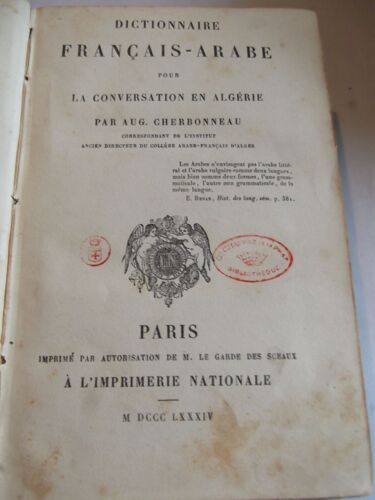 DICTIONNAIRE
FRANÇAIS-ARABE
POUR
LA CONVERSATION EN ALGÉRIE
PAR AUG. CHERBONNEAU
CORRESPONDANT DE L'INSTITUT
ANCIEN DIRECTEUR DU COLLÉGE ARABE-FRANÇAIS D'ALGER
Les Arabes n'envisagent pas l'arabe litté-
ral et l'arabe vulgaire comme deux langues,
mais bien comme deux formes, l'une gram-
maticale, l'autre non grammaticale, de la
même langue.
E. RENAN, Hist. des lang. sém. p. 381.
BIBLIOTHÈQUE
PARIS
IMPRIMÉ PAR AUTORISATION DE M. LE GARDE DES SCEAUX
À L'IMPRIMERIE NATIONALE
M DCCC LXXXIV